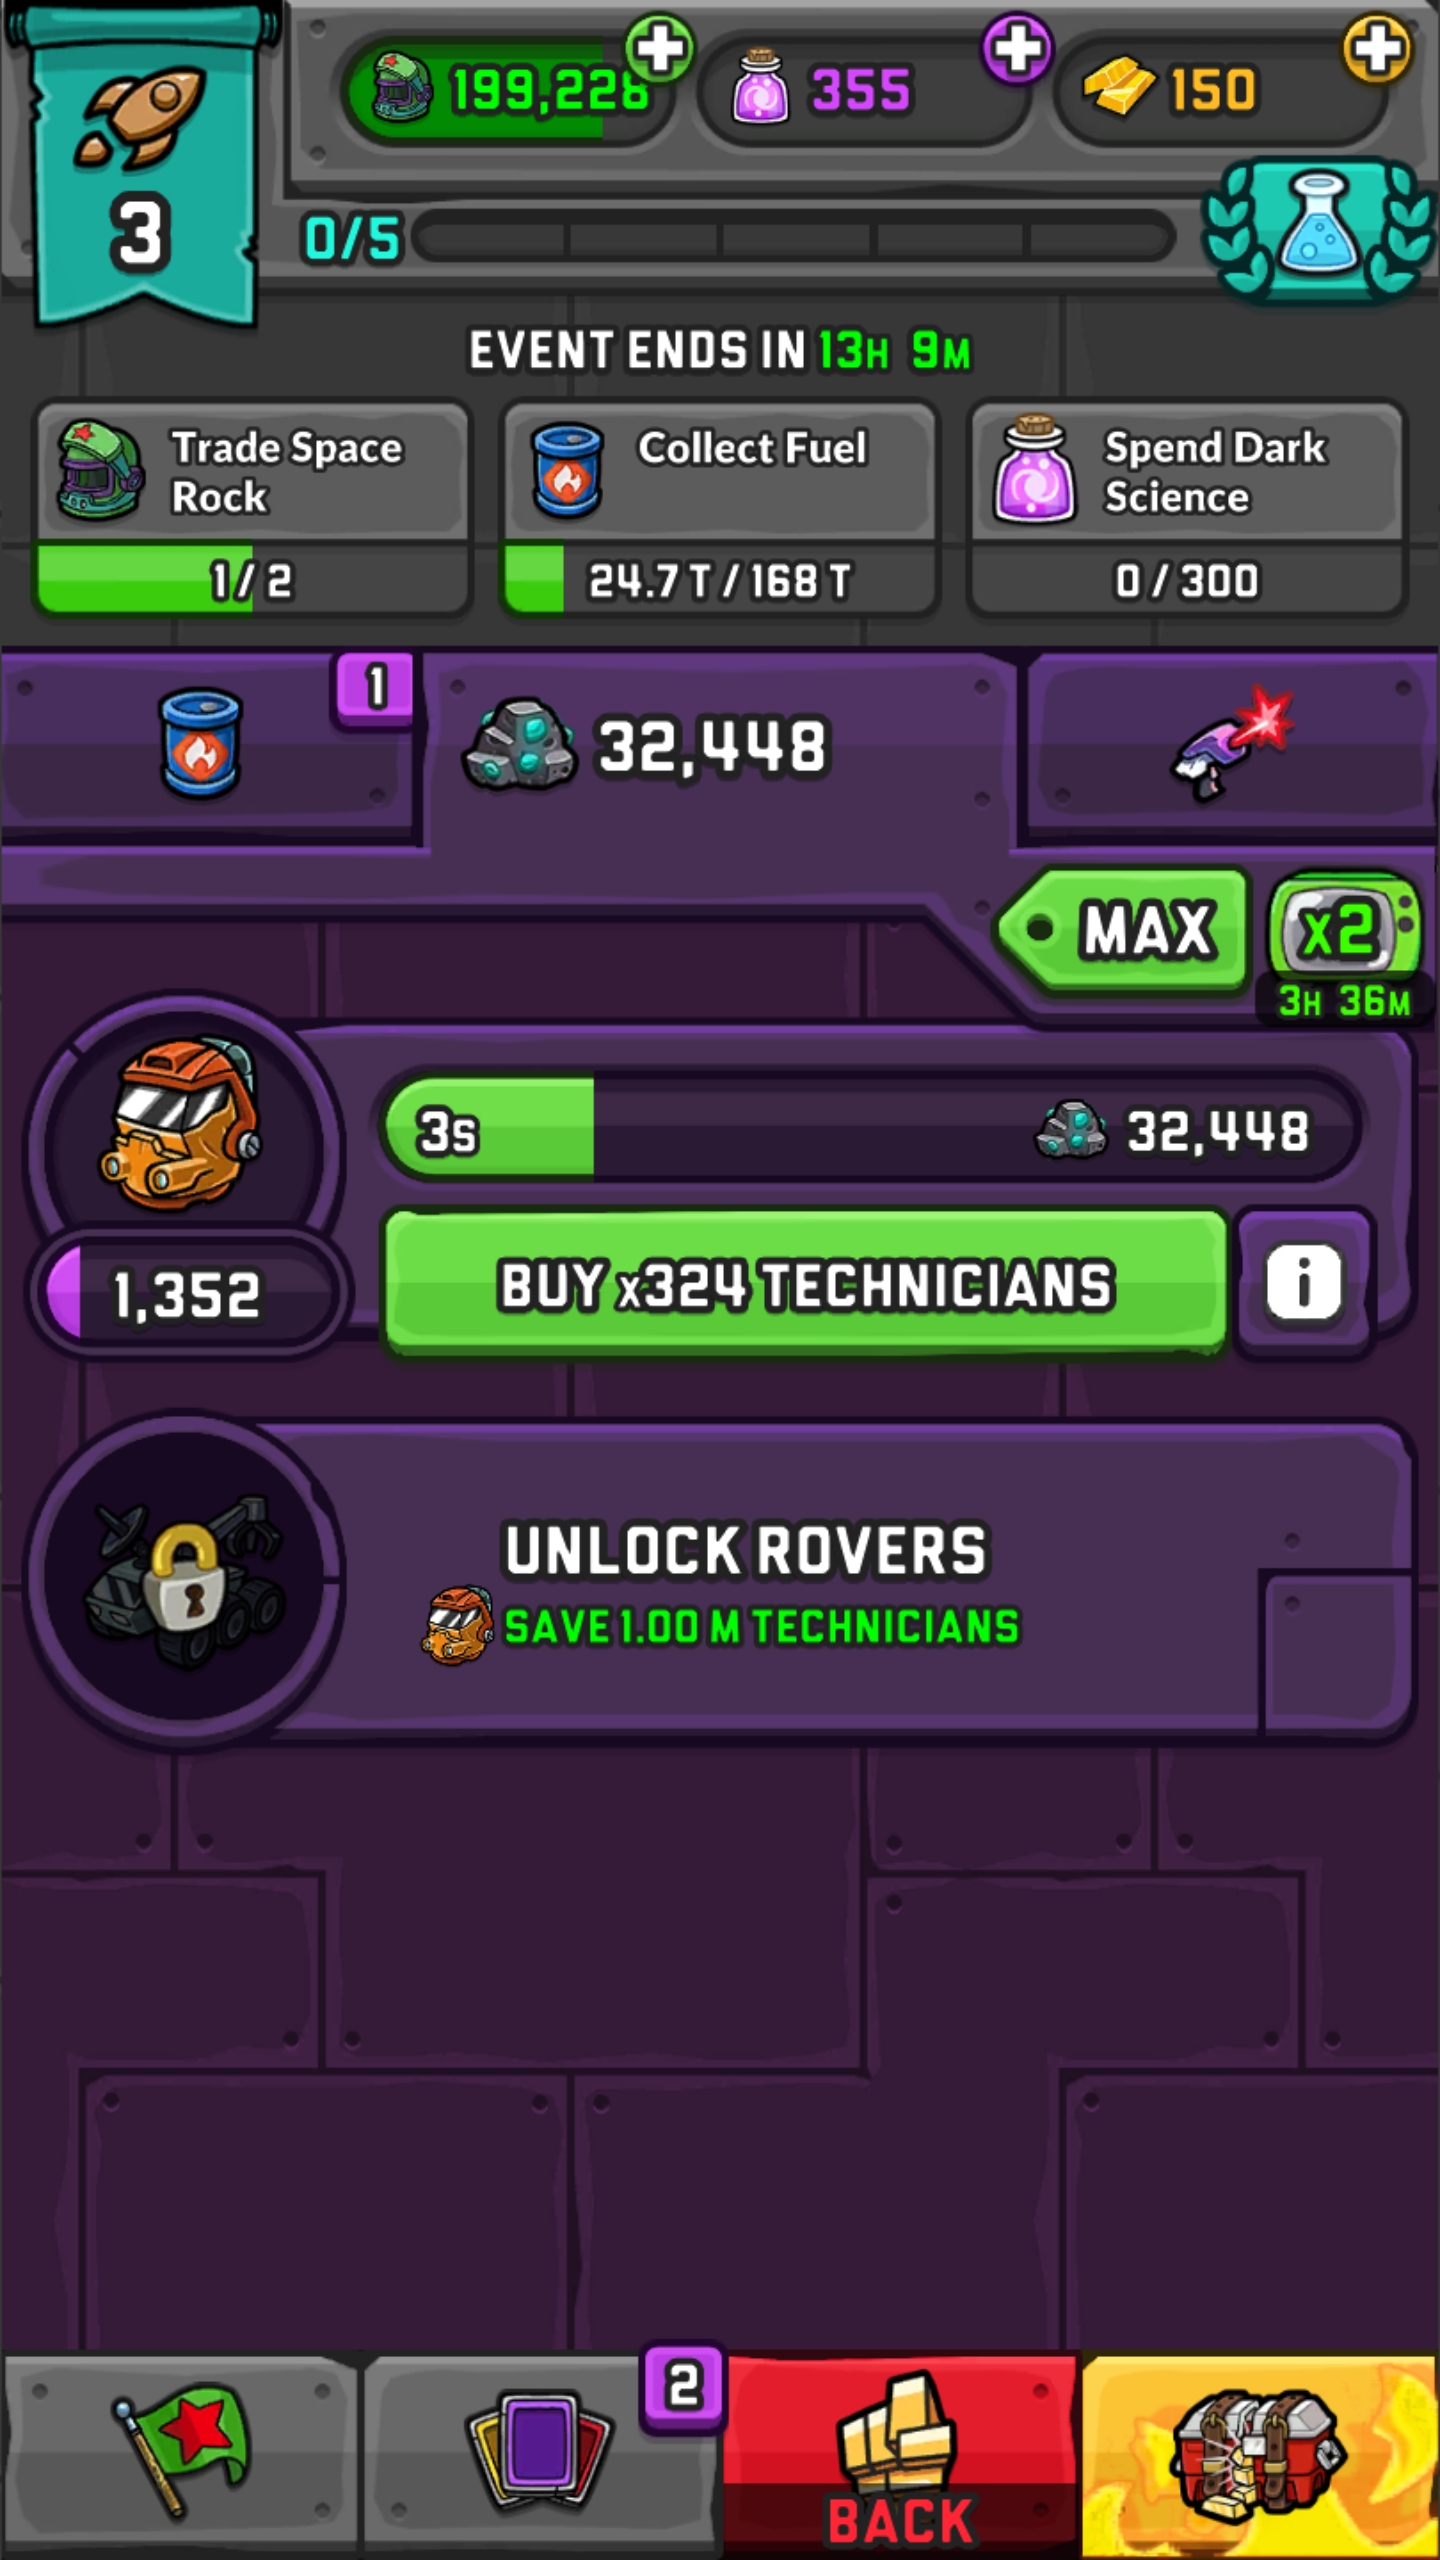 199,228
355
150
3
0/5
EVENT ENDS IN 13H 9M
Trade Space
Rock
1 / 2
Collect Fuel
24.7 T / 168 T
Spend Dark
Science
0 / 300
1
32,448
MAX
x2
3H 36M
3S
32,448
1,352
BUY x324 TECHNICIANS
i
UNLOCK ROVERS
SAVE 1.00 M TECHNICIANS
2
BACK